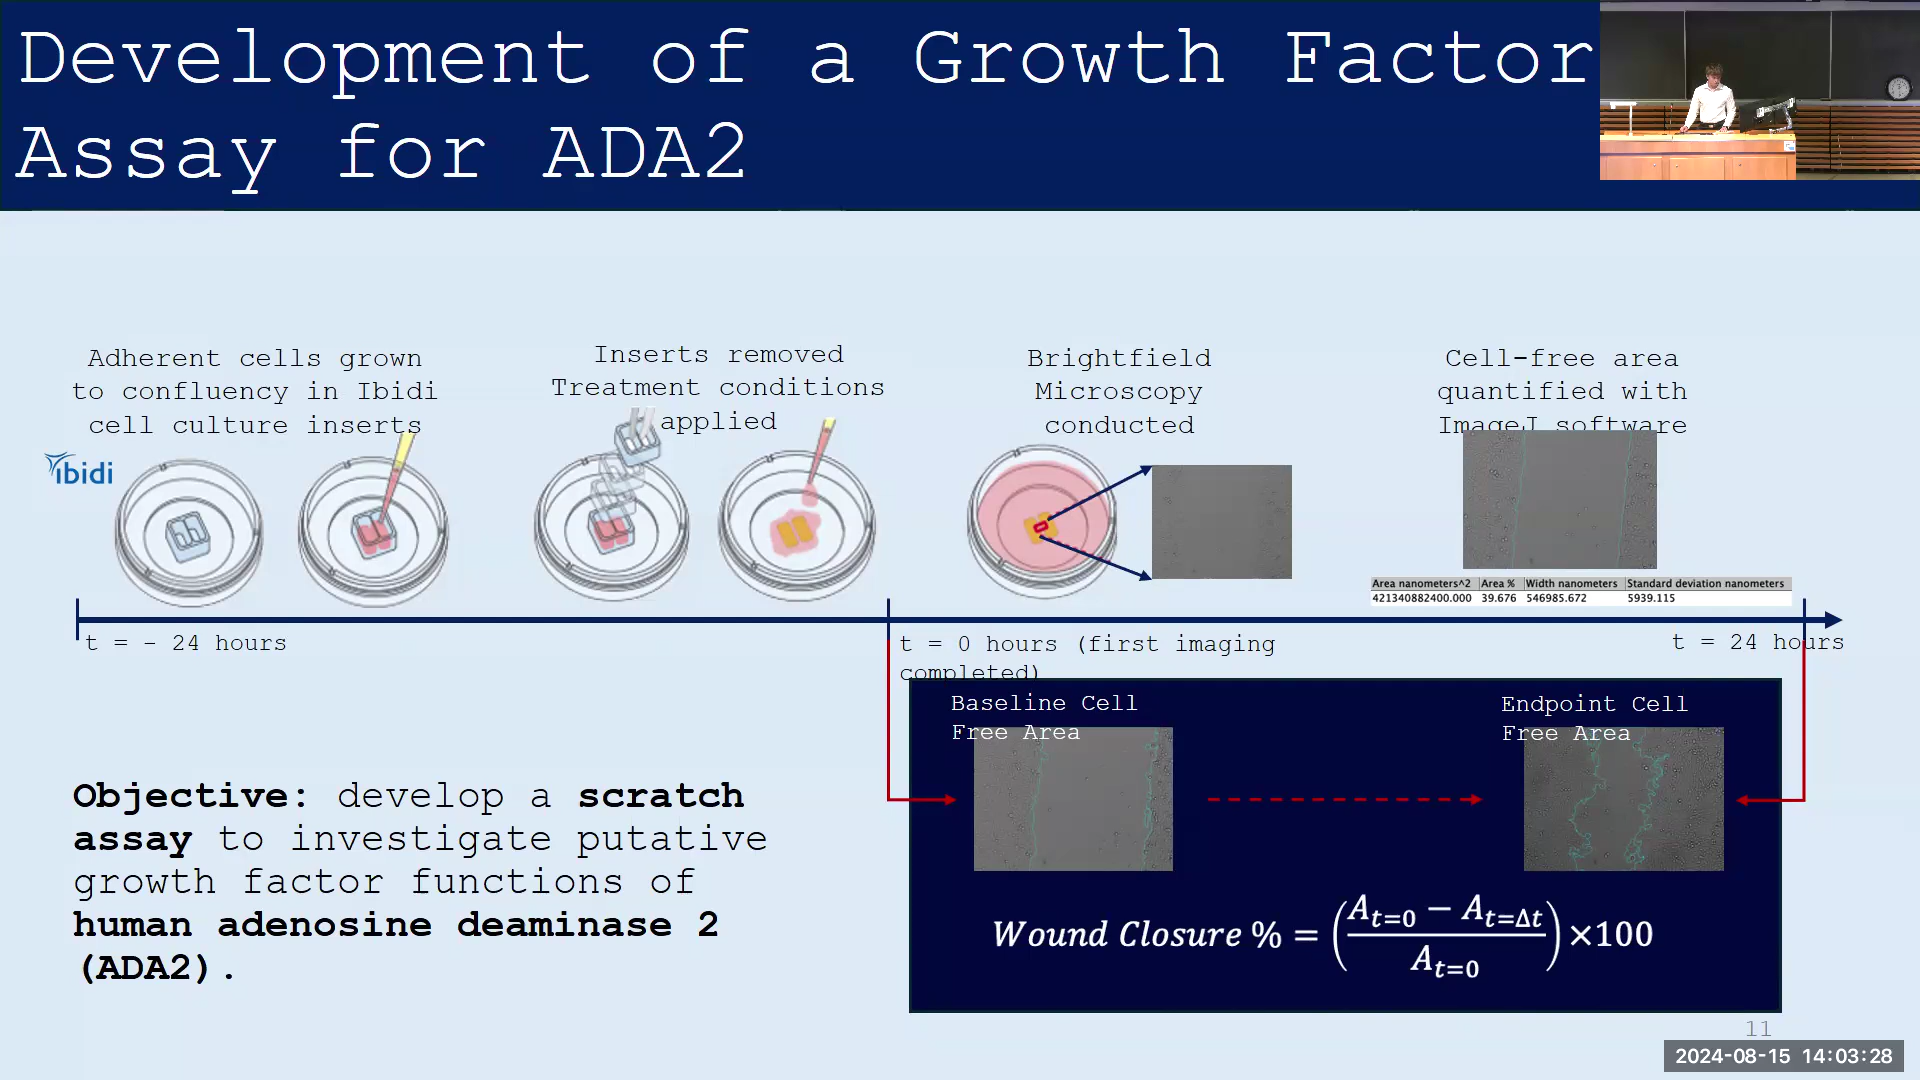 Development of a Growth Factor
Assay for ADA2
Adherent cells grown
to confluency in Ibidi
cell culture inserts
Inserts removed
Treatment conditions
applied
Brightfield
Microscopy
conducted
Cell-free area
quantified with
ImageJ software
ibidi
Area nanometers^2 Area % Width nanometers Standard deviation nanometers
421340882400.000 39.676 546985.672 5939.115
t = - 24 hours
t = 0 hours (first imaging
completed)
t = 24 hours
Baseline Cell
Free Area
Endpoint Cell
Free Area
Objective: develop a scratch
assay to investigate putative
growth factor functions of
human adenosine deaminase 2
(ADA2).
Wound Closure % = (A_{t=0} − A_{t=Δt} / A_{t=0}) ×100
11
2024-08-15 14:03:28